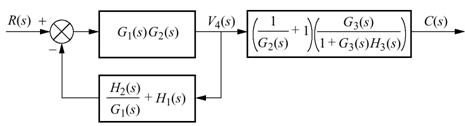 R(s) + G₁(s)G₂(s) V₄(s) (1/G₂(s) + 1)(G₃(s)/(1 + G₃(s)H₃(s))) C(s)
−
H₂(s)/G₁(s) + H₁(s)